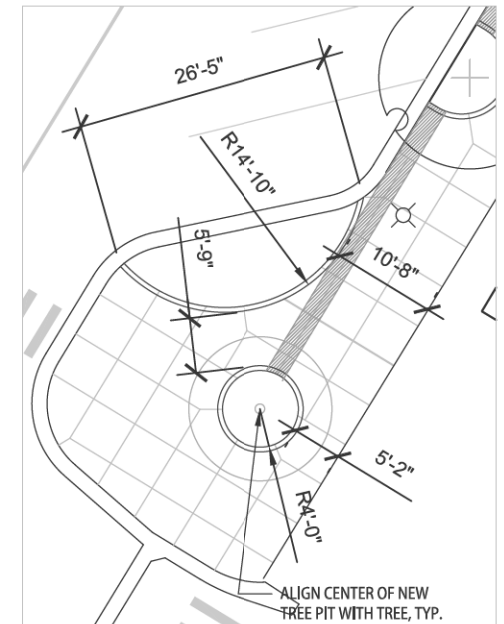 26'-5"
R14'-10"
5'-9"
10'-8"
5'-2"
R4'-0"
ALIGN CENTER OF NEW
TREE PIT WITH TREE, TYP.